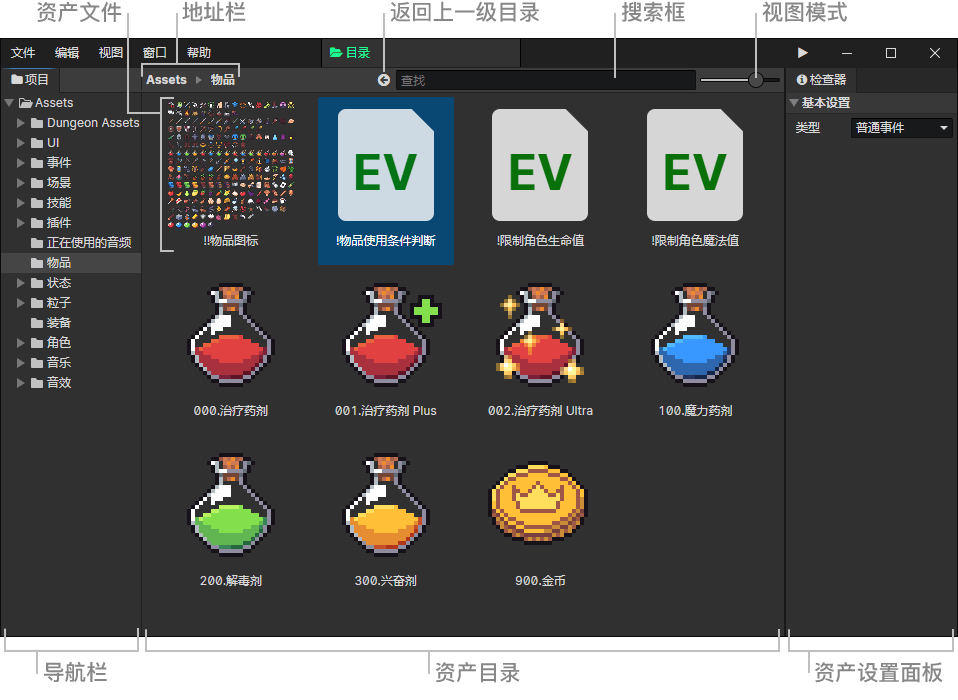 资产文件 地址栏 返回上一级目录 搜索框 视图模式
文件 编辑 视图 窗口 帮助 目录
项目 Assets 物品 查找 检查器
Assets
Dungeon Assets
UI
事件
场景
技能
插件
正在使用的音频
物品
状态
粒子
装备
角色
音乐
音效
!!物品图标
EV
!物品使用条件判断
EV
!限制角色生命值
EV
!限制角色魔法值
000.治疗药剂
001.治疗药剂 Plus
002.治疗药剂 Ultra
100.魔力药剂
200.解毒剂
300.兴奋剂
900.金币
基本设置
类型 普通事件
导航栏 资产目录 资产设置面板